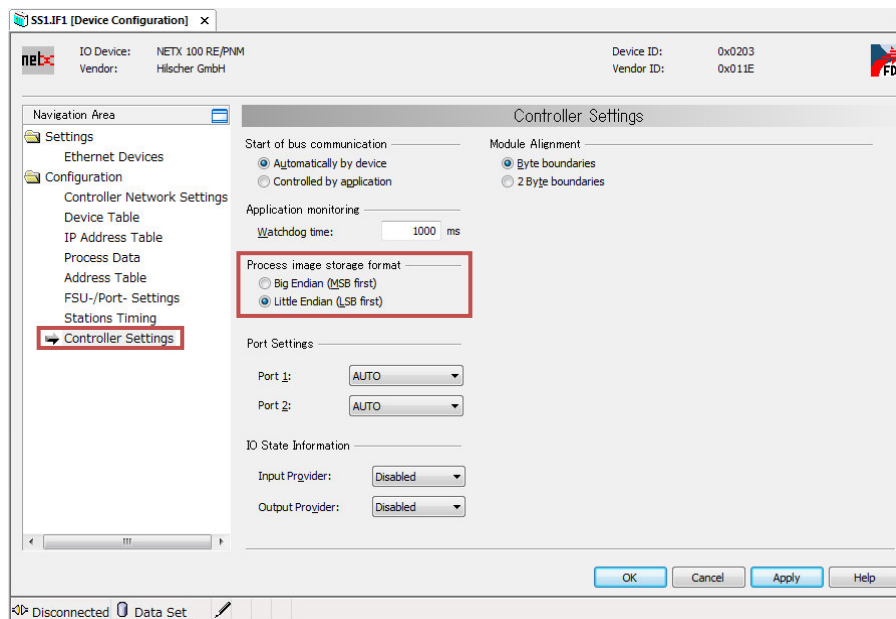 SS1.IF1 [Device Configuration] ×
netx
IO Device: NETX 100 RE/PNM
Vendor: Hilscher GmbH
Device ID: 0x0203
Vendor ID: 0x011E
FD
Navigation Area
Settings
Ethernet Devices
Configuration
Controller Network Settings
Device Table
IP Address Table
Process Data
Address Table
FSU-/Port- Settings
Stations Timing
Controller Settings
Controller Settings
Start of bus communication
Automatically by device
Controlled by application
Application monitoring
Watchdog time: 1000 ms
Process image storage format
Big Endian (MSB first)
Little Endian (LSB first)
Port Settings
Port 1: AUTO
Port 2: AUTO
IO State Information
Input Provider: Disabled
Output Provider: Disabled
Module Alignment
Byte boundaries
2 Byte boundaries
OK Cancel Apply Help
Disconnected Data Set